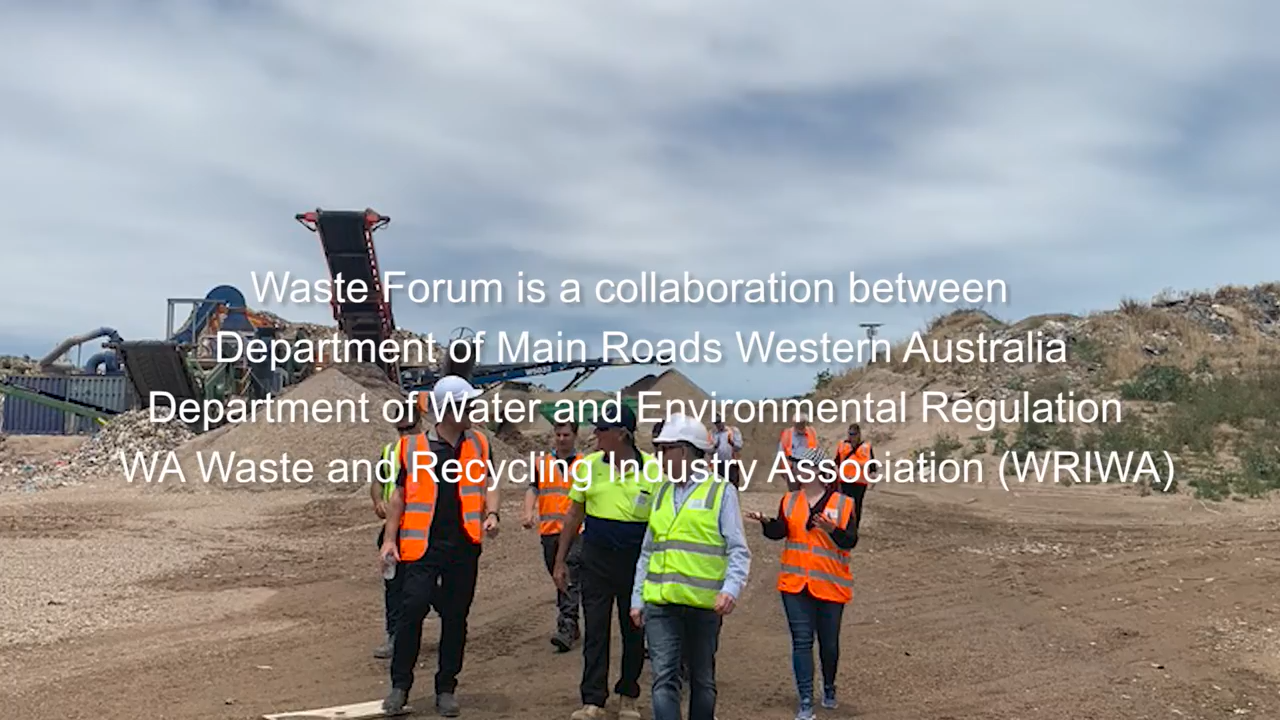 Waste Forum is a collaboration between
Department of Main Roads Western Australia
Department of Water and Environmental Regulation
WA Waste and Recycling Industry Association (WRIWA)